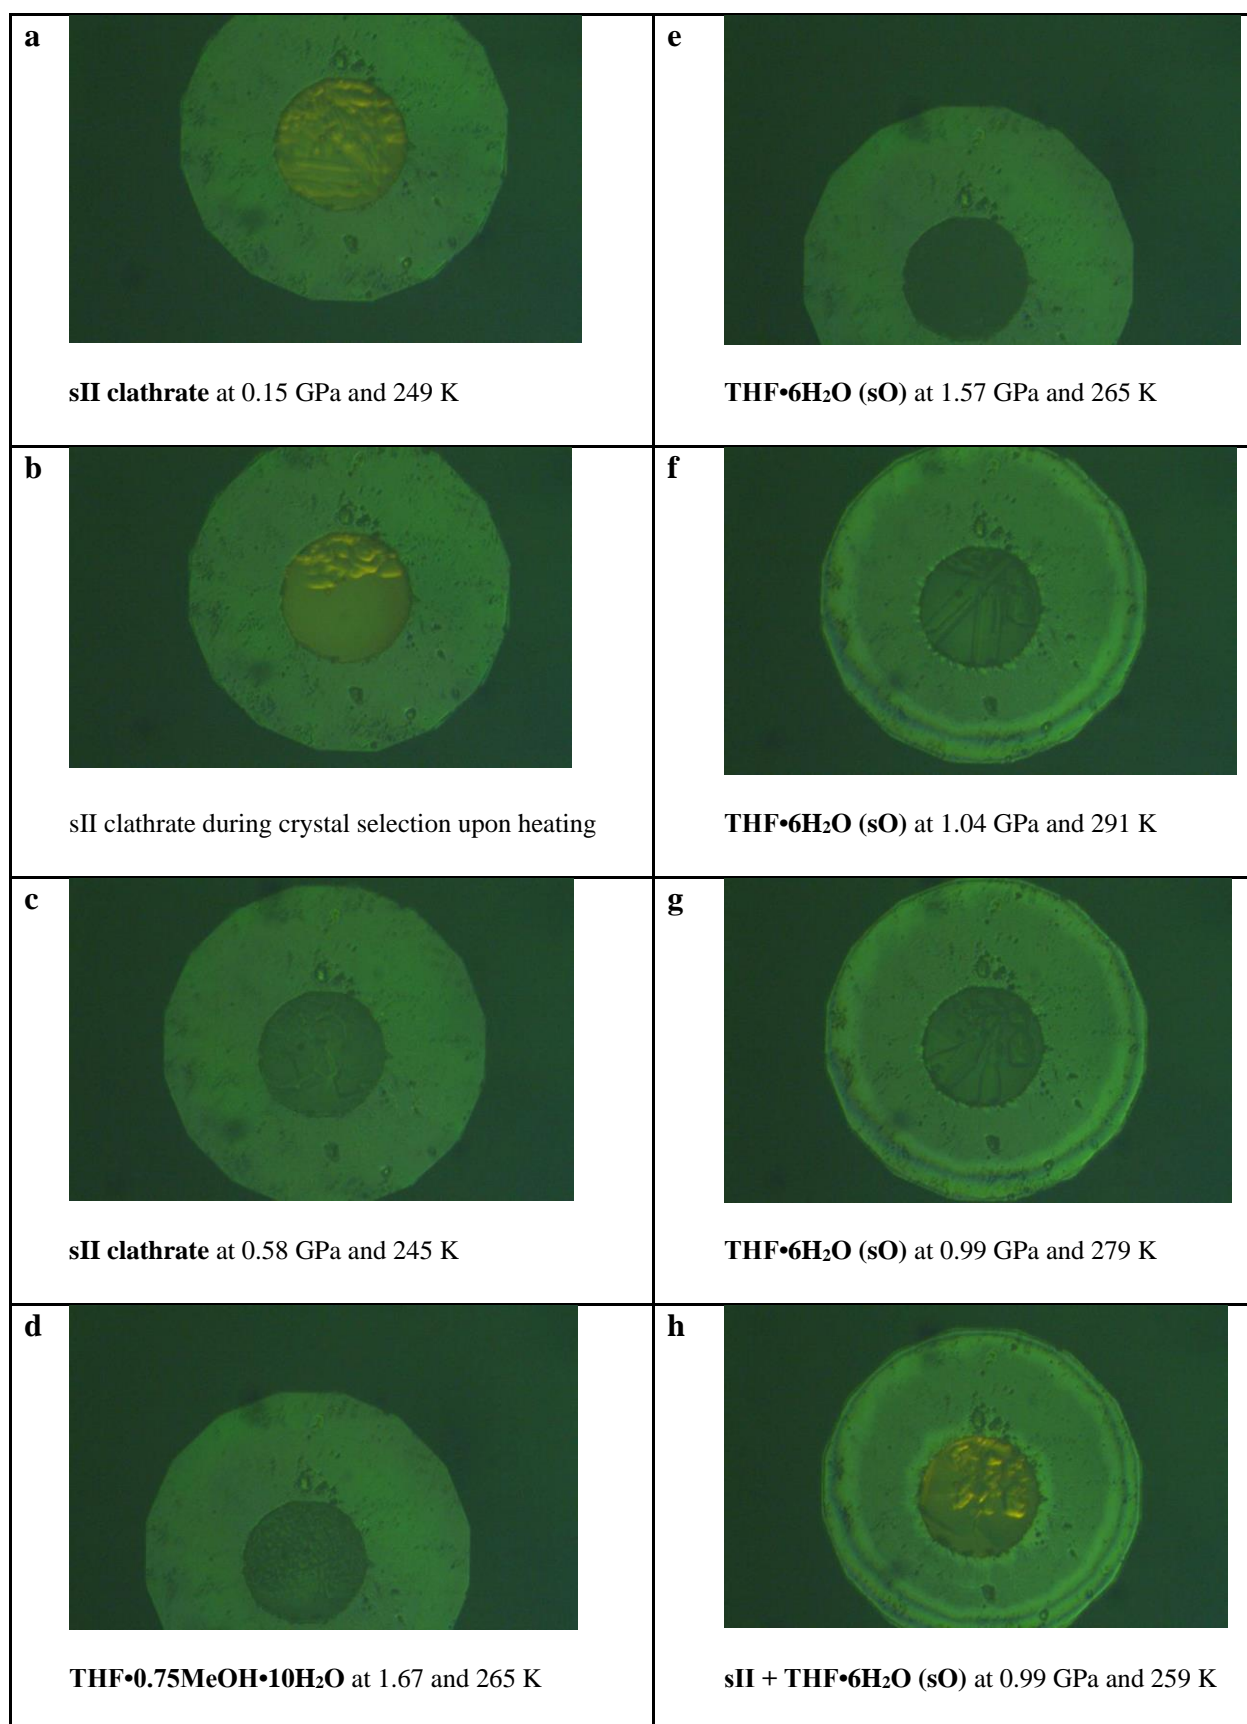 a
sII clathrate at 0.15 GPa and 249 K
b
sII clathrate during crystal selection upon heating
c
sII clathrate at 0.58 GPa and 245 K
d
THF•0.75MeOH•10H₂O at 1.67 and 265 K
e
THF•6H₂O (sO) at 1.57 GPa and 265 K
f
THF•6H₂O (sO) at 1.04 GPa and 291 K
g
THF•6H₂O (sO) at 0.99 GPa and 279 K
h
sII + THF•6H₂O (sO) at 0.99 GPa and 259 K